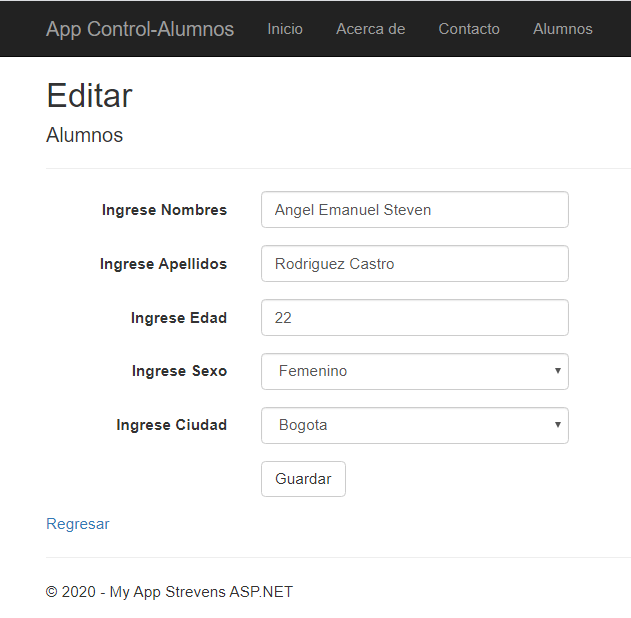 App Control-Alumnos Inicio Acerca de Contacto Alumnos
Editar
Alumnos
Ingrese Nombres Angel Emanuel Steven
Ingrese Apellidos Rodriguez Castro
Ingrese Edad 22
Ingrese Sexo Femenino
Ingrese Ciudad Bogota
Guardar
Regresar
© 2020 - My App Strevens ASP.NET